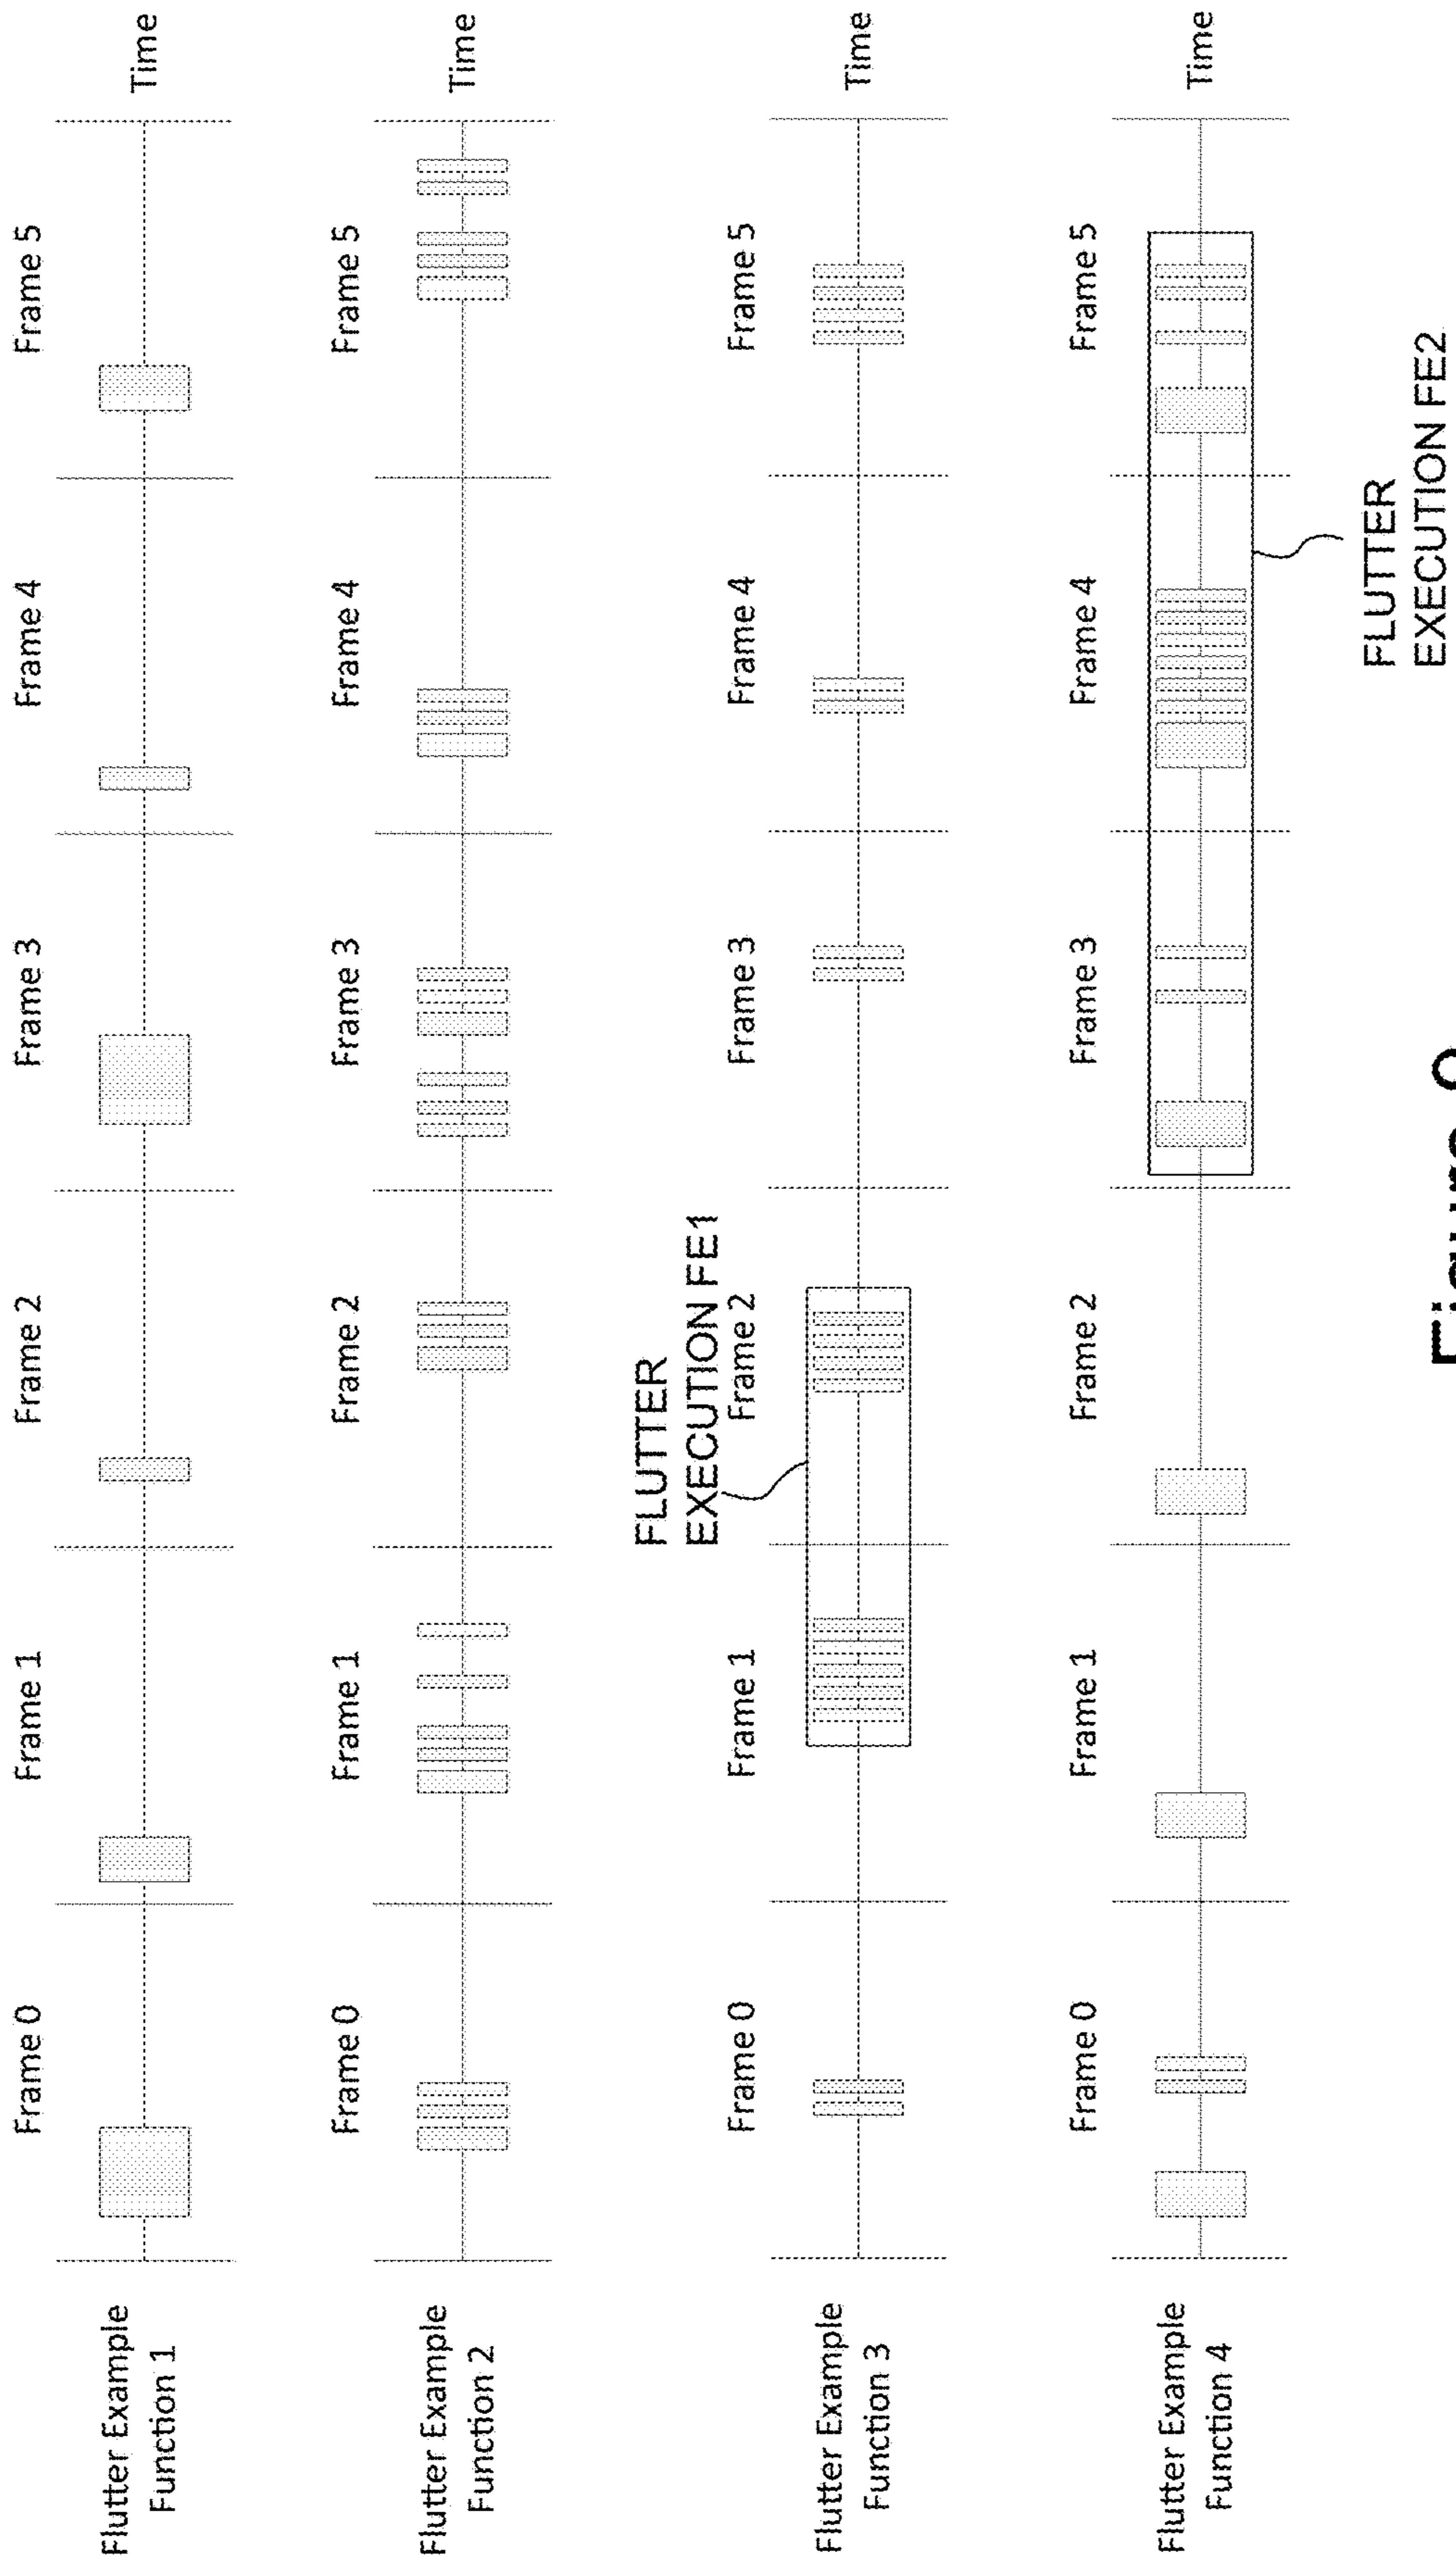 Frame 0
Frame 1
Frame 2
Frame 3
Frame 4
Frame 5
Flutter Example
Function 1
Time
Frame 0
Frame 1
Frame 2
Frame 3
Frame 4
Frame 5
Flutter Example
Function 2
Time
FLUTTER
EXECUTION FE1
Frame 0
Frame 1
Frame 2
Frame 3
Frame 4
Frame 5
Flutter Example
Function 3
Time
Frame 0
Frame 1
Frame 2
Frame 3
Frame 4
Frame 5
Flutter Example
Function 4
Time
FLUTTER
EXECUTION FE2